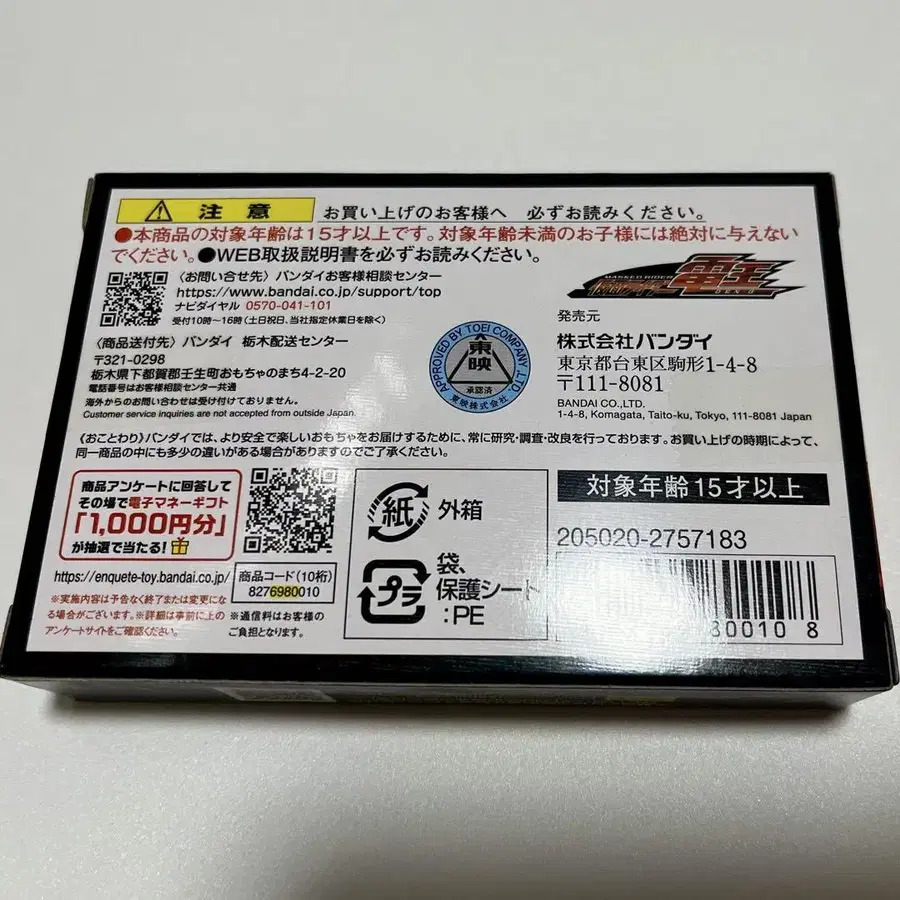 注意 お買い上げのお客様へ 必ずお読みください。
●本商品の対象年齢は15才以上です。対象年齢未満のお子様には絶対に与えない
でください。●WEB取扱説明書を必ずお読みください。
〈お問い合せ先〉バンダイお客様相談センター
https://www.bandai.co.jp/support/top
ナビダイヤル 0570-041-101
受付10時〜16時(土日祝日、当社指定休業日を除く)
〈商品送付先〉バンダイ 栃木配送センター
〒321-0298
栃木県下都賀郡壬生町おもちゃのまち4-2-20
電話番号はお客様相談センター共通
海外からのお問い合わせは受け付けておりません。
Customer service inquiries are not accepted from outside Japan.
APPROVED BY TOEI COMPANY, LTD.
東映
承認済
東映株式会社
MASKED RIDER
仮面ライダー電王
DEN-O
発売元
株式会社バンダイ
東京都台東区駒形1-4-8
〒111-8081
BANDAI CO.,LTD.
1-4-8, Komagata, Taito-ku, Tokyo, 111-8081 Japan
〈おことわり〉バンダイでは、より安全で楽しいおもちゃをお届けするために、常に研究・調査・改良を行っております。お買い上げの時期によって、
同一商品の中にも多少の違いがある場合がありますのでご了承ください。
商品アンケートに回答して
その場で電子マネーギフト
「1,000円分」
が抽選で当たる!
https://enquete-toy.bandai.co.jp/
商品コード(10桁)
8276980010
※実施内容は予告なく終了または変更にな
る場合がございます。※詳細は事前に上の
アンケートサイトをご確認ください。
※通信料はお客様の
ご負担となります。
紙 外箱
プラ 袋、
保護シート
:PE
対象年齢15才以上
205020-2757183
80010 8